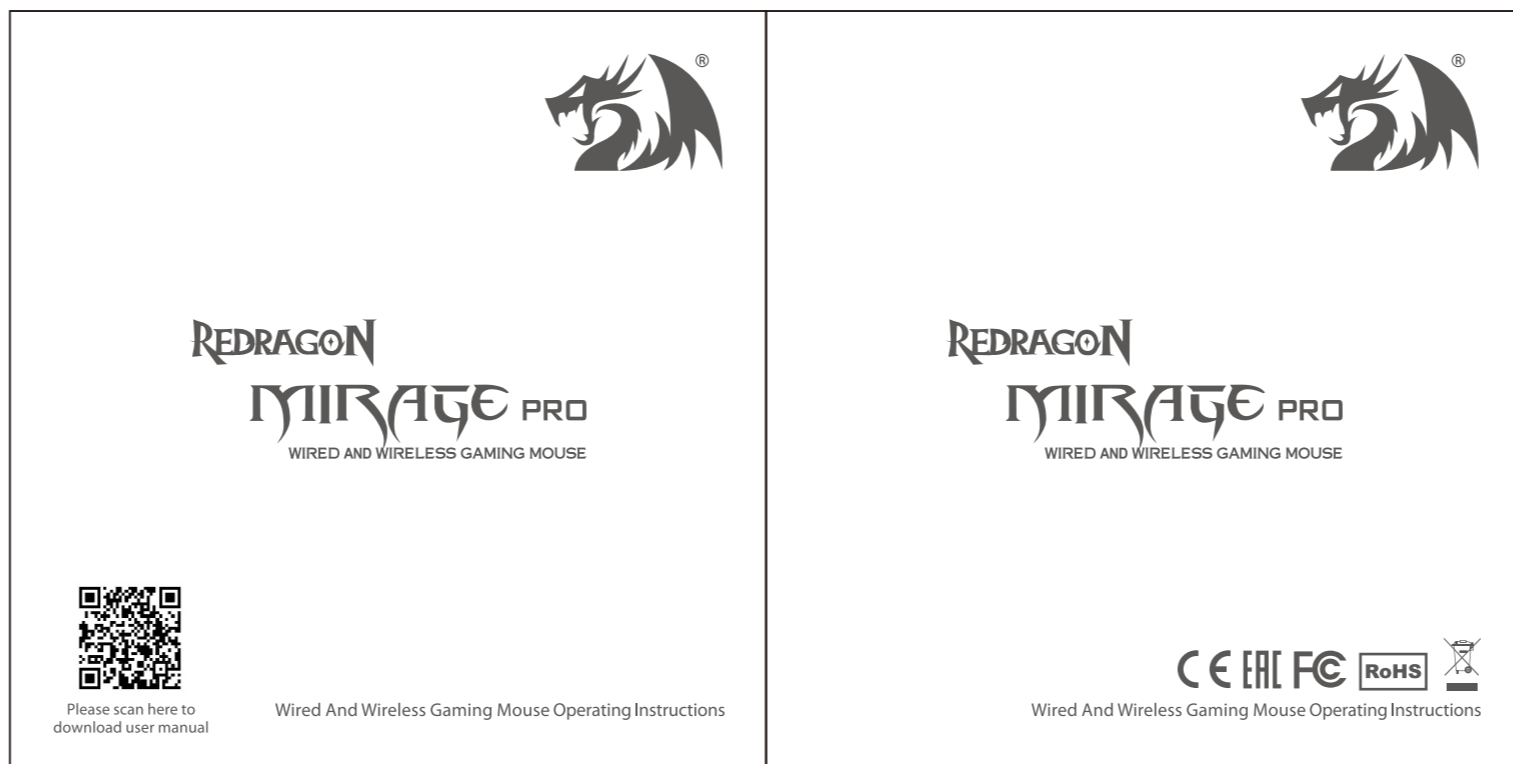 ®
REDRAGON
MIRAGE PRO
WIRED AND WIRELESS GAMING MOUSE
Please scan here to
download user manual
Wired And Wireless Gaming Mouse Operating Instructions
®
REDRAGON
MIRAGE PRO
WIRED AND WIRELESS GAMING MOUSE
CE EAC FC RoHS
Wired And Wireless Gaming Mouse Operating Instructions